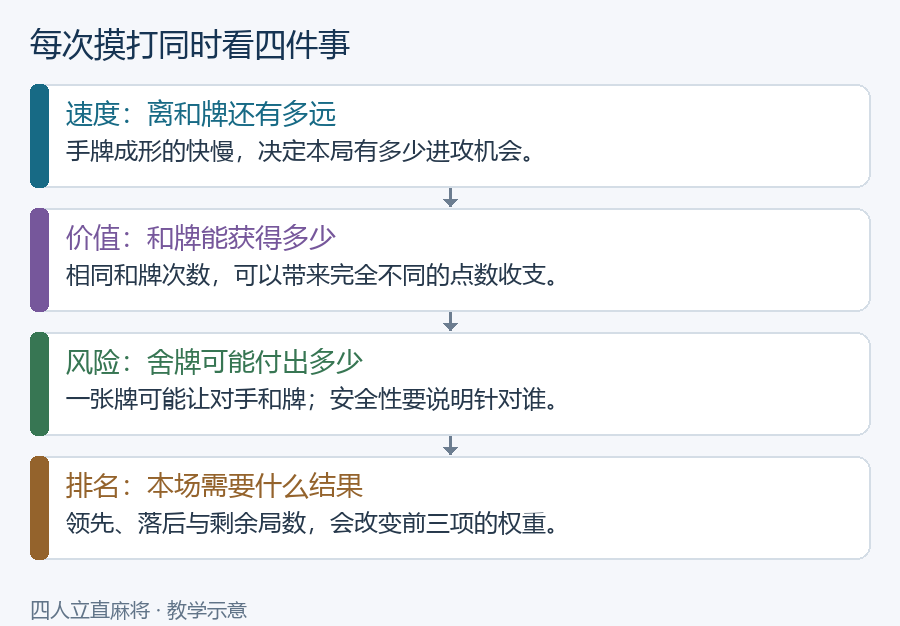 每次摸打同时看四件事
速度：离和牌还有多远
手牌成形的快慢，决定本局有多少进攻机会。
价值：和牌能获得多少
相同和牌次数，可以带来完全不同的点数收支。
风险：舍牌可能付出多少
一张牌可能让对手和牌；安全性要说明针对谁。
排名：本场需要什么结果
领先、落后与剩余局数，会改变前三项的权重。
四人立直麻将 · 教学示意